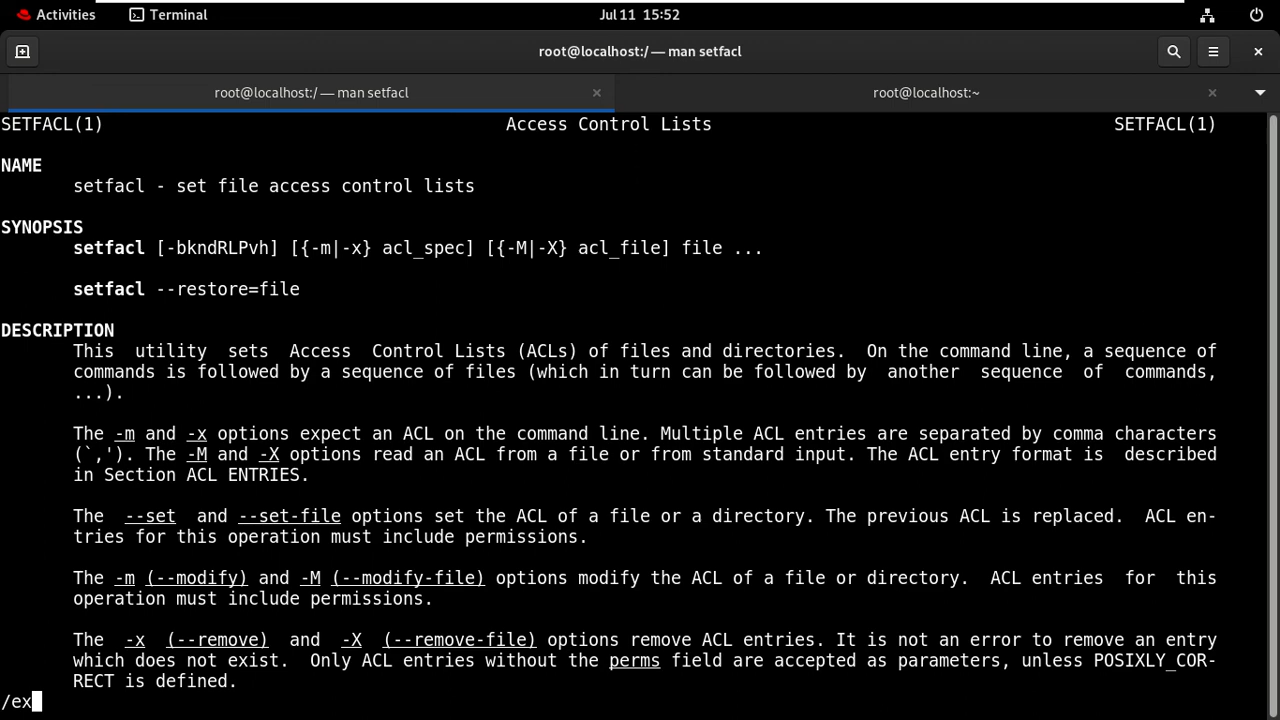 Activities Terminal Jul 11 15:52
root@localhost:/ — man setfacl
root@localhost:/ — man setfacl root@localhost:~
SETFACL(1) Access Control Lists SETFACL(1)
NAME
setfacl - set file access control lists
SYNOPSIS
setfacl [-bkndRLPvh] [{-m|-x} acl_spec] [{-M|-X} acl_file] file ...
setfacl --restore=file
DESCRIPTION
This utility sets Access Control Lists (ACLs) of files and directories. On the command line, a sequence of
commands is followed by a sequence of files (which in turn can be followed by another sequence of commands,
...).
The -m and -x options expect an ACL on the command line. Multiple ACL entries are separated by comma characters
(`,'). The -M and -X options read an ACL from a file or from standard input. The ACL entry format is described
in Section ACL ENTRIES.
The --set and --set-file options set the ACL of a file or a directory. The previous ACL is replaced. ACL en-
tries for this operation must include permissions.
The -m (--modify) and -M (--modify-file) options modify the ACL of a file or directory. ACL entries for this
operation must include permissions.
The -x (--remove) and -X (--remove-file) options remove ACL entries. It is not an error to remove an entry
which does not exist. Only ACL entries without the perms field are accepted as parameters, unless POSIXLY_COR-
RECT is defined.
/ex